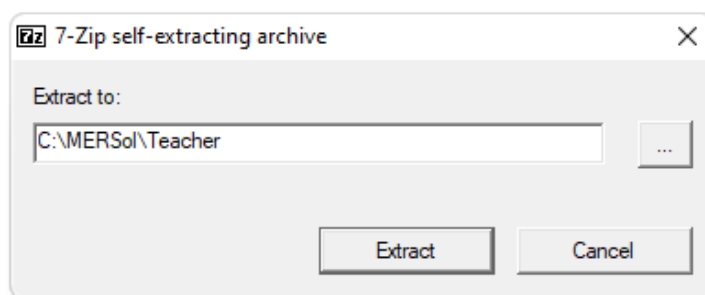 7z 7-Zip self-extracting archive
Extract to:
C:\MERSol\Teacher
...
Extract Cancel